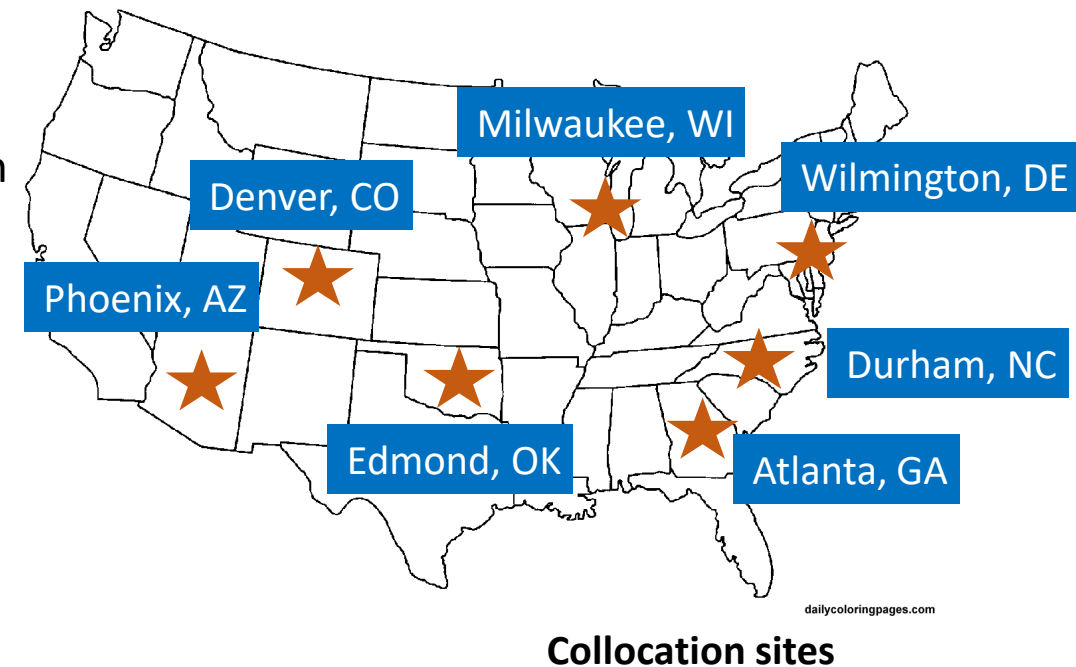 Milwaukee, WI
Wilmington, DE
Denver, CO
Phoenix, AZ
Durham, NC
Edmond, OK
Atlanta, GA
dailycoloringpages.com
Collocation sites